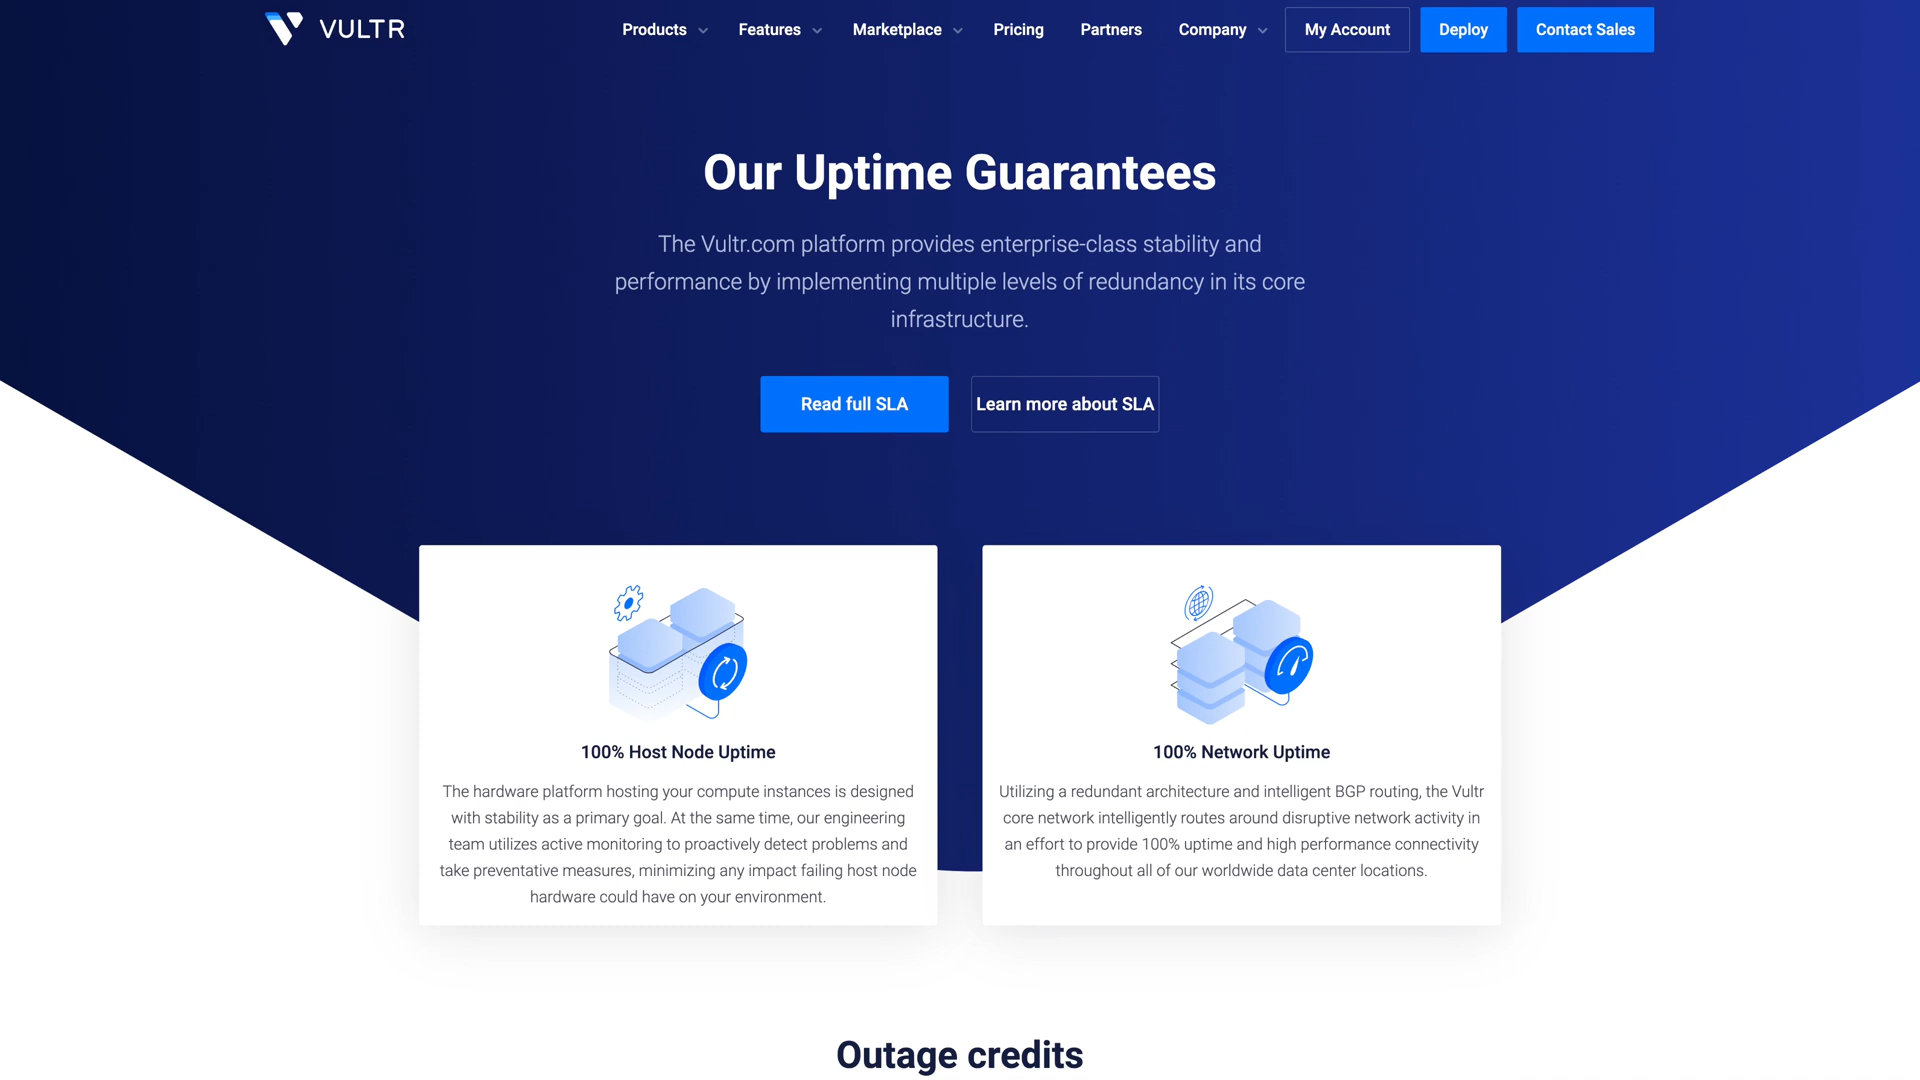 VULTR
Products
Features
Marketplace
Pricing
Partners
Company
My Account
Deploy
Contact Sales
Our Uptime Guarantees
The Vultr.com platform provides enterprise-class stability and
performance by implementing multiple levels of redundancy in its core
infrastructure.
Read full SLA
Learn more about SLA
100% Host Node Uptime
The hardware platform hosting your compute instances is designed
with stability as a primary goal. At the same time, our engineering
team utilizes active monitoring to proactively detect problems and
take preventative measures, minimizing any impact failing host node
hardware could have on your environment.
100% Network Uptime
Utilizing a redundant architecture and intelligent BGP routing, the Vultr
core network intelligently routes around disruptive network activity in
an effort to provide 100% uptime and high performance connectivity
throughout all of our worldwide data center locations.
Outage credits